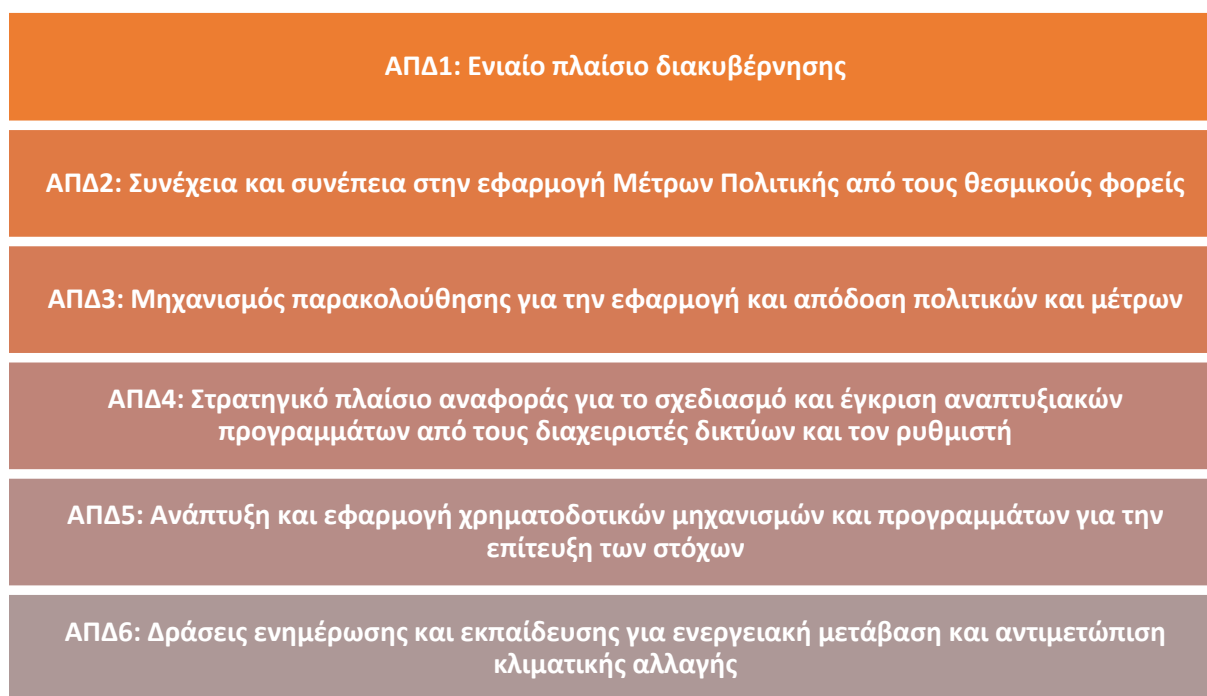 ΑΠΔ1: Ενιαίο πλαίσιο διακυβέρνησης
ΑΠΔ2: Συνέχεια και συνέπεια στην εφαρμογή Μέτρων Πολιτικής από τους θεσμικούς φορείς
ΑΠΔ3: Μηχανισμός παρακολούθησης για την εφαρμογή και απόδοση πολιτικών και μέτρων
ΑΠΔ4: Στρατηγικό πλαίσιο αναφοράς για το σχεδιασμό και έγκριση αναπτυξιακών
προγραμμάτων από τους διαχειριστές δικτύων και τον ρυθμιστή
ΑΠΔ5: Ανάπτυξη και εφαρμογή χρηματοδοτικών μηχανισμών και προγραμμάτων για την
επίτευξη των στόχων
ΑΠΔ6: Δράσεις ενημέρωσης και εκπαίδευσης για ενεργειακή μετάβαση και αντιμετώπιση
κλιματικής αλλαγής